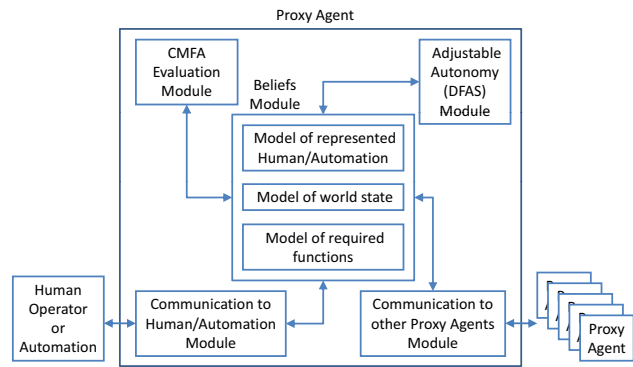 Proxy Agent
CMFA
Evaluation
Module
Beliefs
Module
Adjustable
Autonomy
(DFAS)
Module
Model of represented
Human/Automation
Model of world state
Model of required
functions
Human
Operator
or
Automation
Communication to
Human/Automation
Module
Communication to
other Proxy Agents
Module
Proxy
Agent